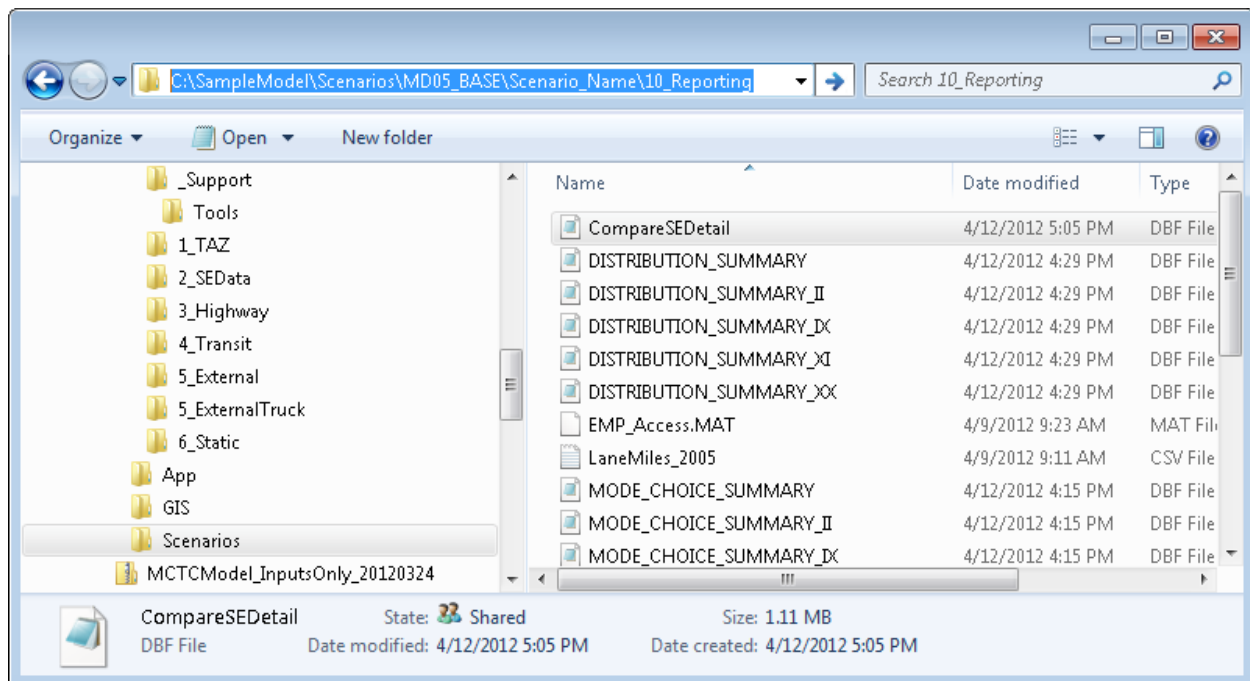 C:\SampleModel\Scenarios\MD05_BASE\Scenario_Name\10_Reporting Search 10_Reporting
Organize Open New folder
_Support
Tools
1_TAZ
2_SEData
3_Highway
4_Transit
5_External
5_ExternalTruck
6_Static
App
GIS
Scenarios
MCTCModel_InputsOnly_20120324
Name Date modified Type
CompareSEDetail 4/12/2012 5:05 PM DBF File
DISTRIBUTION_SUMMARY 4/12/2012 4:29 PM DBF File
DISTRIBUTION_SUMMARY_II 4/12/2012 4:29 PM DBF File
DISTRIBUTION_SUMMARY_IX 4/12/2012 4:29 PM DBF File
DISTRIBUTION_SUMMARY_XI 4/12/2012 4:29 PM DBF File
DISTRIBUTION_SUMMARY_XX 4/12/2012 4:29 PM DBF File
EMP_Access.MAT 4/9/2012 9:23 AM MAT Fil
LaneMiles_2005 4/9/2012 9:11 AM CSV File
MODE_CHOICE_SUMMARY 4/12/2012 4:15 PM DBF File
MODE_CHOICE_SUMMARY_II 4/12/2012 4:15 PM DBF File
MODE_CHOICE_SUMMARY_IX 4/12/2012 4:15 PM DBF File
CompareSEDetail State: Shared Size: 1.11 MB
DBF File Date modified: 4/12/2012 5:05 PM Date created: 4/12/2012 5:05 PM